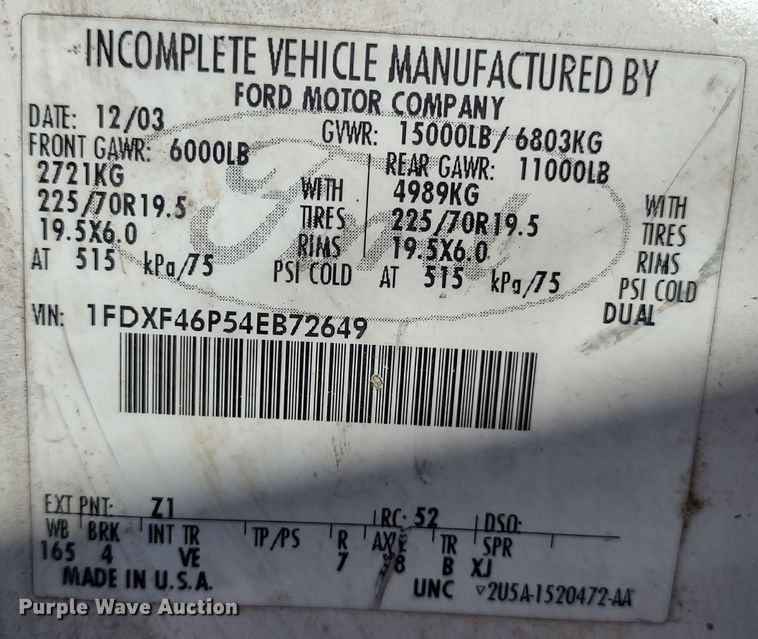 INCOMPLETE VEHICLE MANUFACTURED BY
FORD MOTOR COMPANY
DATE: 12/03 GVWR: 15000LB/ 6803KG
FRONT GAWR: 6000LB REAR GAWR: 11000LB
2721KG WITH 4989KG WITH
225/70R19.5 TIRES 225/70R19.5 TIRES
19.5X6.0 RIMS 19.5X6.0 RIMS
AT 515 kPa/75 PSI COLD AT 515 kPa/75 PSI COLD
DUAL
VIN: 1FDXF46P54EB72649
Ford
EXT PNT: Z1 RC: 52 DSO:
WB BRK INT TR TP/PS R AXLE TR SPR
165 4 VE 7 8 B XJ
MADE IN U.S.A. UNC 2U5A-1520472-AA
Purple Wave Auction